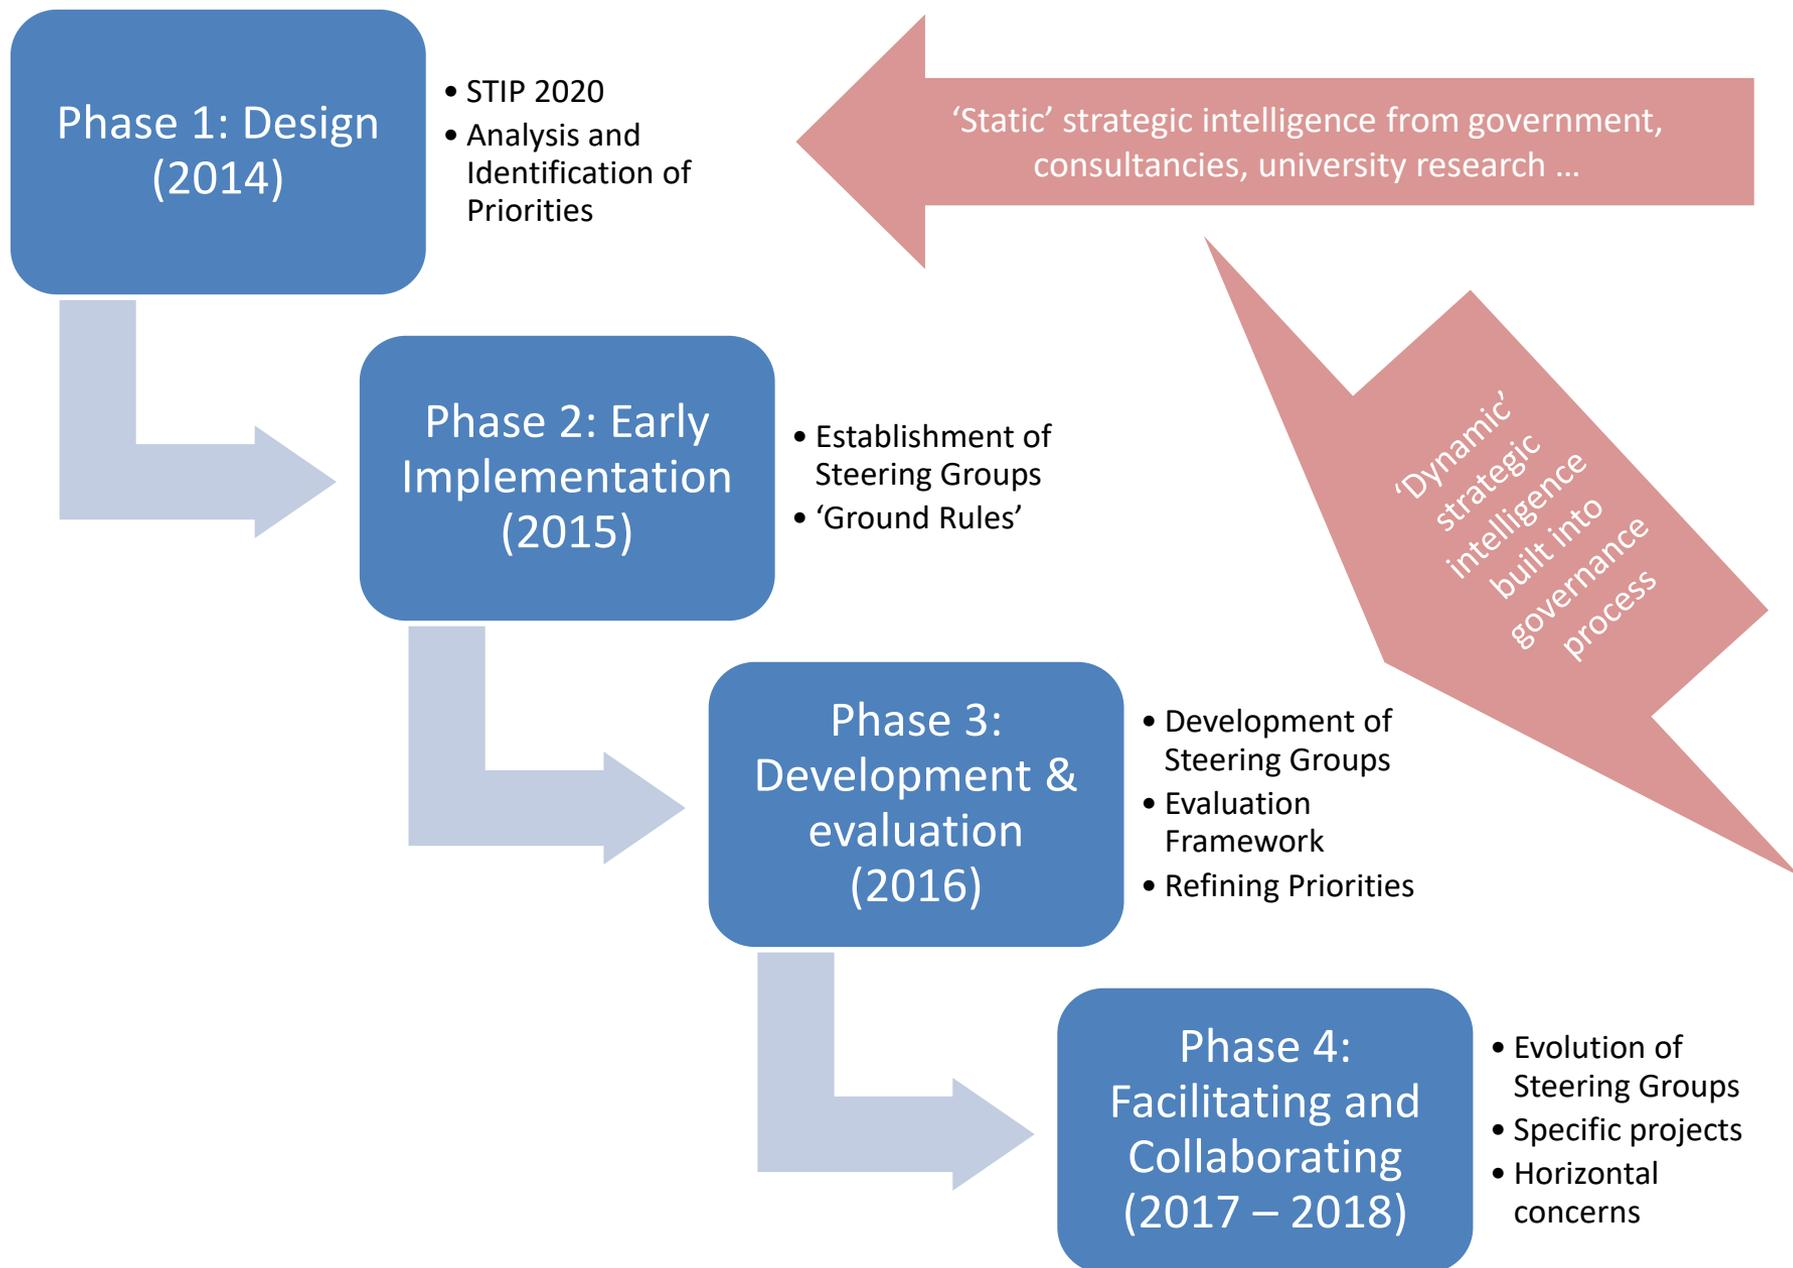 Phase 1: Design
(2014)
• STIP 2020
• Analysis and
Identification of
Priorities
‘Static’ strategic intelligence from government,
consultancies, university research ...
Phase 2: Early
Implementation
(2015)
• Establishment of
Steering Groups
• ‘Ground Rules’
‘Dynamic’
strategic
intelligence
built into
governance
process
Phase 3:
Development &
evaluation
(2016)
• Development of
Steering Groups
• Evaluation
Framework
• Refining Priorities
Phase 4:
Facilitating and
Collaborating
(2017 – 2018)
• Evolution of
Steering Groups
• Specific projects
• Horizontal
concerns